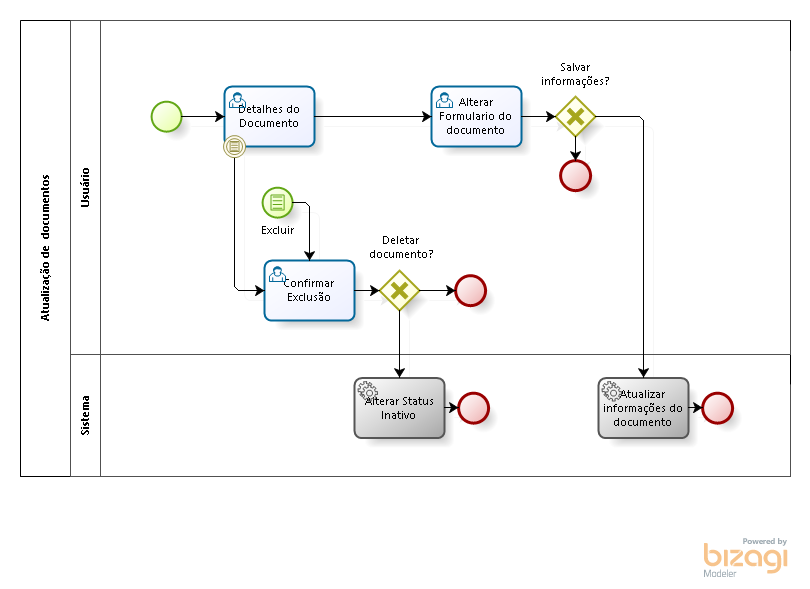 Atualização de documentos
Usuário
Sistema
Detalhes do
Documento
Alterar
Formulario do
documento
Salvar
informações?
Excluir
Confirmar
Exclusão
Deletar
documento?
Alterar Status
Inativo
Atualizar
informações do
documento
Powered by
bizagi
Modeler